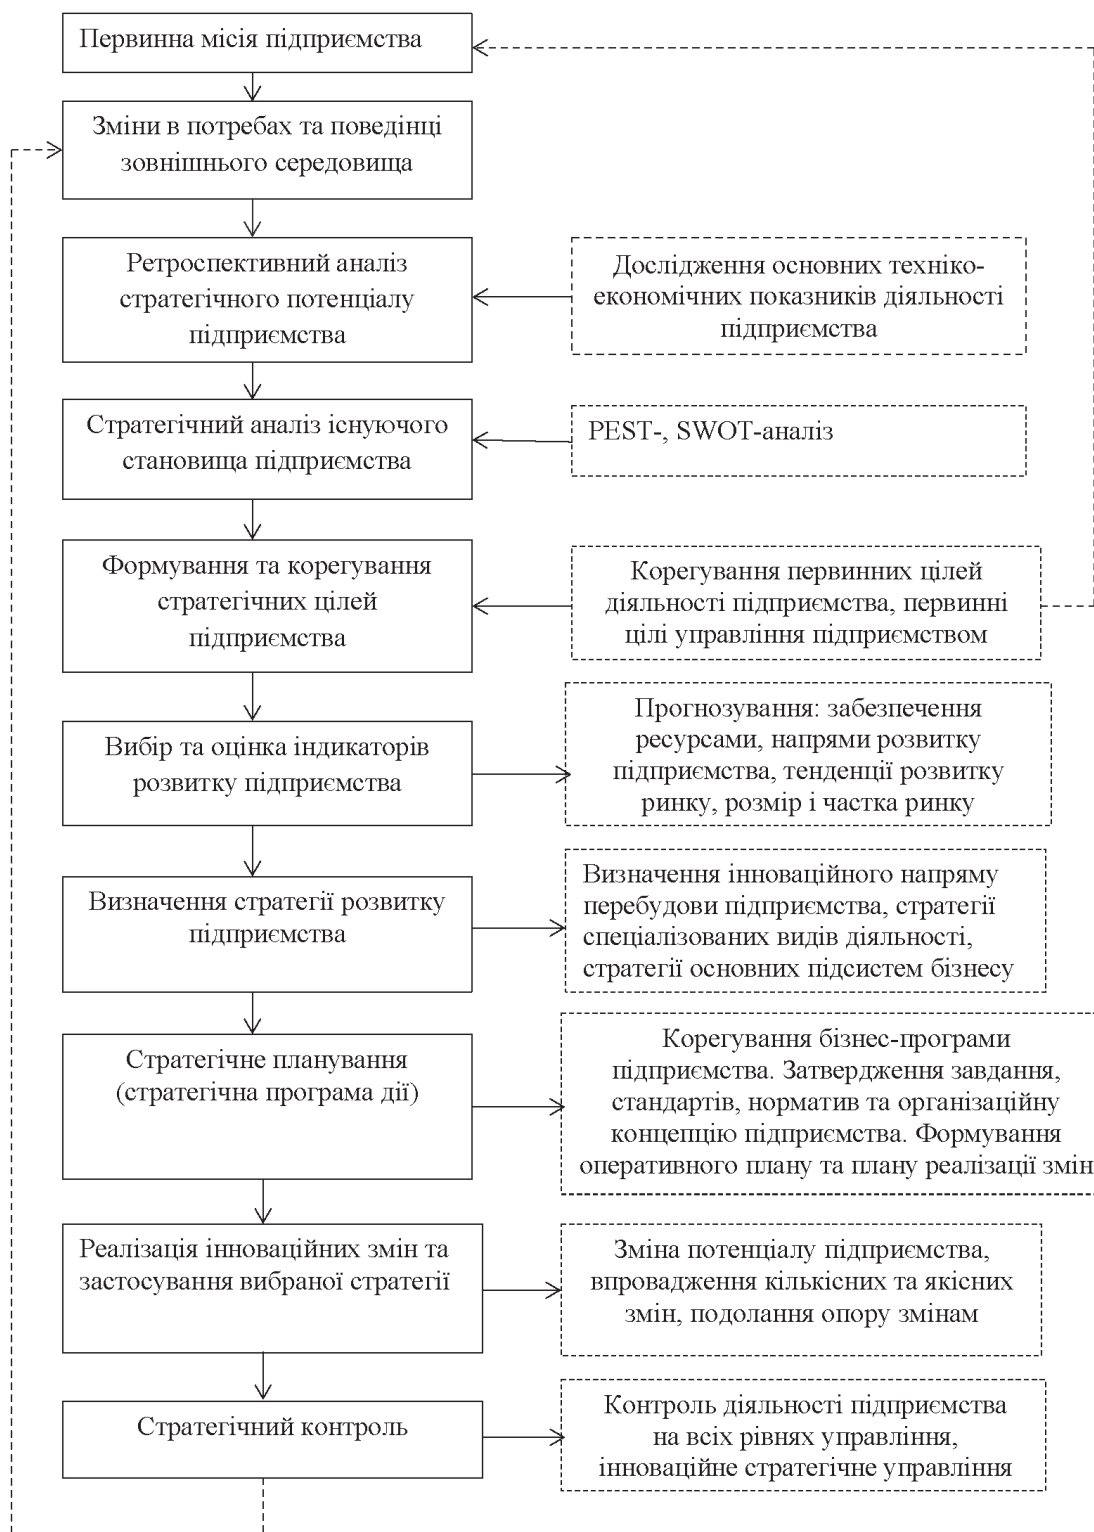 Первинна місія підприємства
Зміни в потребах та поведінці
зовнішнього середовища
Ретроспективний аналіз
стратегічного потенціалу
підприємства
Дослідження основних техніко-
економічних показників діяльності
підприємства
Стратегічний аналіз існуючого
становища підприємства
PEST-, SWOT-аналіз
Формування та корегування
стратегічних цілей
підприємства
Корегування первинних цілей
діяльності підприємства, первинні
цілі управління підприємством
Вибір та оцінка індикаторів
розвитку підприємства
Прогнозування: забезпечення
ресурсами, напрями розвитку
підприємства, тенденції розвитку
ринку, розмір і частка ринку
Визначення стратегії розвитку
підприємства
Визначення інноваційного напряму
перебудови підприємства, стратегії
спеціалізованих видів діяльності,
стратегії основних підсистем бізнесу
Стратегічне планування
(стратегічна програма дії)
Корегування бізнес-програми
підприємства. Затвердження завдання,
стандартів, норматив та організаційну
концепцію підприємства. Формування
оперативного плану та плану реалізації змін
Реалізація інноваційних змін та
застосування вибраної стратегії
Зміна потенціалу підприємства,
впровадження кількісних та якісних
змін, подолання опору змінам
Стратегічний контроль
Контроль діяльності підприємства
на всіх рівнях управління,
інноваційне стратегічне управління